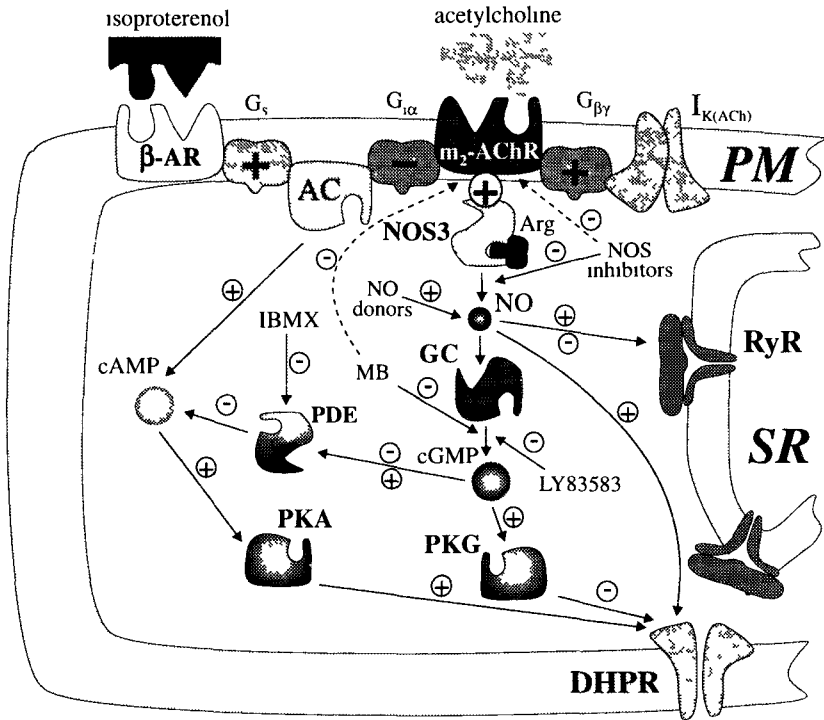 isoproterenol
acetylcholine
Gs
Giα
Gβγ
IK(ACh)
β-AR
+
AC
−
m2-AChR
+
PM
+
NOS3
Arg
−
−
−
NOS
inhibitors
+
NO
donors
+
NO
+
−
RyR
IBMX
GC
cAMP
−
MB
−
+
−
PDE
−
cGMP
−
LY83583
SR
+
−
+
+
PKA
PKG
+
−
DHPR